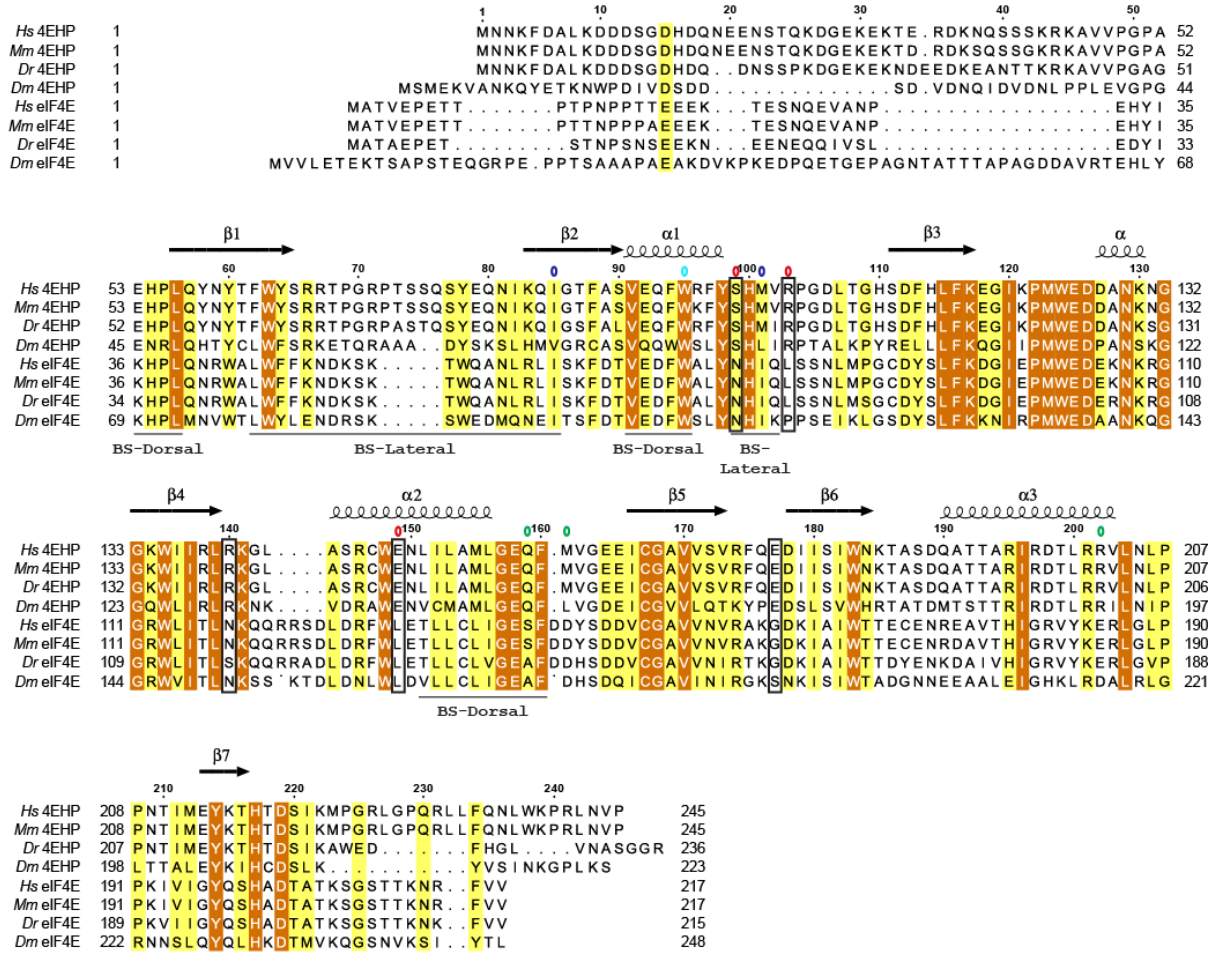 1 10 20 30 40 50
Hs 4EHP 1 MNNKFDALKDDDSGDHDQNEENSTQKDGEKEKTE.RDKNQSSSKRKAVVPGPA 52
Mm 4EHP 1 MNNKFDALKDDDSGDHDQNEENSTQKDGEKEKTD.RDKSQSSSKRKAVVPGPA 52
Dr 4EHP 1 MNNKFDALKDDDSGDHDQ..DNSSPKDGEKEKNDEEDKEANTTKRKAVVPGAG 51
Dm 4EHP 1 MSMEKVANKQYETKNWPDIVDSDD.............SD.VDNQIDVDNLPPLEVGPG 44
Hs eIF4E 1 MATVEPETT.......PTPNPPTTEEEK...TESNQEVANP..................EHYI 35
Mm eIF4E 1 MATVEPETT.......PTTNPPPAEEEK...TESNQEVANP..................EHYI 35
Dr eIF4E 1 MATAEPET........STNPSNSEEKN...EENEQQIVSL..................EDYI 33
Dm eIF4E 1 MVVLETEKTSAPSTEQGRPE.PPTSAAAPAEAKDVKPKEDPQETGEPAGNTATTTAPAGDDAVRTEHLY 68
β1 β2 α1 β3 α
60 70 80 90 100 110 120 130
Hs 4EHP 53 EHPLQYNYTFWYSRRTPGRPTSSQSYEQNIKQIGTFASVEQFWRFYSHMVRPGDLTGHSDFHLFKEGIKPMWEDDANKNG 132
Mm 4EHP 53 EHPLQYNYTFWYSRRTPGRPTSSQSYEQNIKQIGTFASVEQFWKFYSHMVRPGDLTGHSDFHLFKEGIKPMWEDDANKNG 132
Dr 4EHP 52 EHPLQYNYTFWYSRRTPGRPASTQSYEQNIKQIGSFALVEQFWRFYSHMIRPGDLTGHSDFHLFKEGIKPMWEDDANKSG 131
Dm 4EHP 45 ENRLQHTYCLWFSRKETQRAAA..DYSKSLHMVGRCASVQQWWSLYSHLIRPTALKPYRELLLFKQGIIPMWEDPANSKG 122
Hs eIF4E 36 KHPLQNRWALWFFKNDKSK.....TWQANLRLISKFDTVEDFWALYNHIQLSSNLMPGCDYSLFKDGIEPMWEDEKNKRG 110
Mm eIF4E 36 KHPLQNRWALWFFKNDKSK.....TWQANLRLISKFDTVEDFWALYNHIQLSSNLMPGCDYSLFKDGIEPMWEDEKNKRG 110
Dr eIF4E 34 KHPLQNRWALWFFKNDKSK.....TWQANLRLISKFDTVEDFWALYNHIQLSSNLMSGCDYSLFKDGIEPMWEDERNKRG 108
Dm eIF4E 69 KHPLMNVWTLWYLENDRSK.....SWEDMQNEITSFDTVEDFWSLYNHIKPPSEIKLGSDYSLFKKNIRPMWEDAANKQG 143
BS-Dorsal BS-Lateral BS-Dorsal BS-Lateral
β4 α2 β5 β6 α3
140 150 160 170 180 190 200
Hs 4EHP 133 GKWIIRLRKGL....ASRCWENLILAMLGEQF.MVGEEICGAVVSVRFQEDIISIWNKTASDQATTARIRDTLRRVLNLP 207
Mm 4EHP 133 GKWIIRLRKGL....ASRCWENLILAMLGEQF.MVGEEICGAVVSVRFQEDIISIWNKTASDQATTARIRDTLRRVLNLP 207
Dr 4EHP 132 GKWIIRLRKGL....ASRCWENLILAMLGEQF.MVGEEICGAVVSVRFQEDIISIWNKTASDQATTARIRDTLRRVLNLP 206
Dm 4EHP 123 GQWLIRLRKNK....VDRAWENVCMAMLGEQF.LVGDEICGVVLQTKYPEDSLSVWHRTATDMTSTTRIRDTLRRILNIP 197
Hs eIF4E 111 GRWLITLNKQQRRSDLDRFWLETLLCLIGESFDDYSDDVCGAVVNVRAKGDKIAIWTTECENREAVTHIGRVYKERLGLP 190
Mm eIF4E 111 GRWLITLNKQQRRSDLDRFWLETLLCLIGESFDDYSDDVCGAVVNVRAKGDKIAIWTTECENRDAVTHIGRVYKERLGLP 190
Dr eIF4E 109 GRWLITLSKQQRRADLDRFWLETLLCLVGEAFDDHSDDVCGAVVNIRTKGDKIAIWTTDYENKDAIVHIGRVYKERLGVP 188
Dm eIF4E 144 GRWVITLNKSS.KTDLDNLWLDVLLCLIGEAFDHSDQICGAVINIRGKSNKISIWTADGNNEEAALEIGHKLRDALRLG 221
BS-Dorsal
β7
210 220 230 240
Hs 4EHP 208 PNTIMEYKTHTDSIKMPGRLGPQRLLFQNLWKPRLNVP 245
Mm 4EHP 208 PNTIMEYKTHTDSIKMPGRLGPQRLLFQNLWKPRLNVP 245
Dr 4EHP 207 PNTIMEYKTHTDSIKAWED.......FHGL...VNASGGR 236
Dm 4EHP 198 LTTALEYKIHCDSLK...........YVSINKGPLKS 223
Hs eIF4E 191 PKIVIGYQSHADTATKSGSTTKNR..FVV 217
Mm eIF4E 191 PKIVIGYQSHADTATKSGSTTKNR..FVV 217
Dr eIF4E 189 PKVIIGYQSHADTATKSGSTTKNK..FVV 215
Dm eIF4E 222 RNNSLQYQLHKDTMVKQGSNVKSI..YTL 248